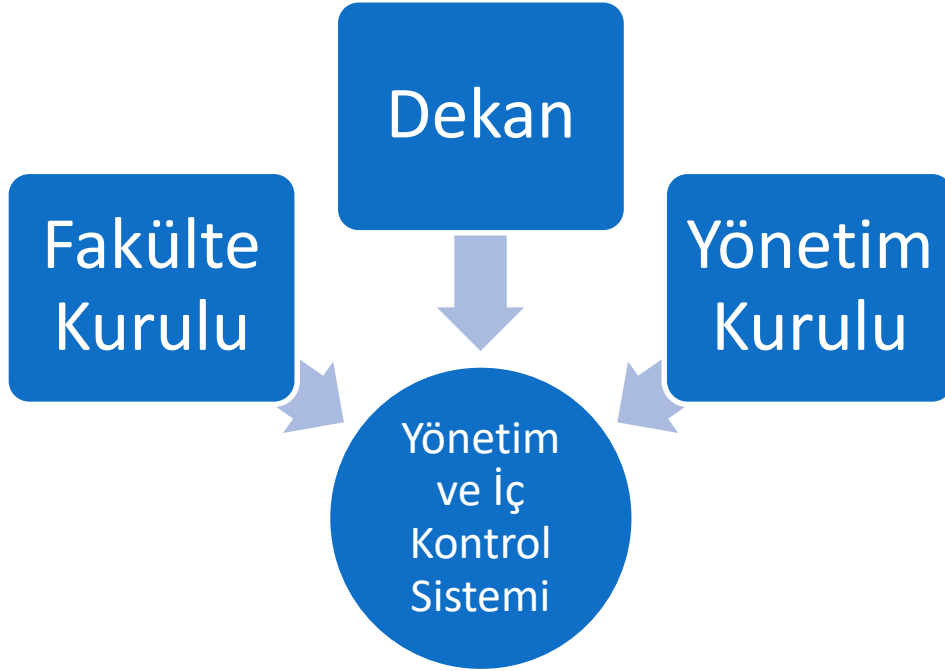 Dekan
Fakülte
Kurulu
Yönetim
Kurulu
Yönetim
ve İç
Kontrol
Sistemi